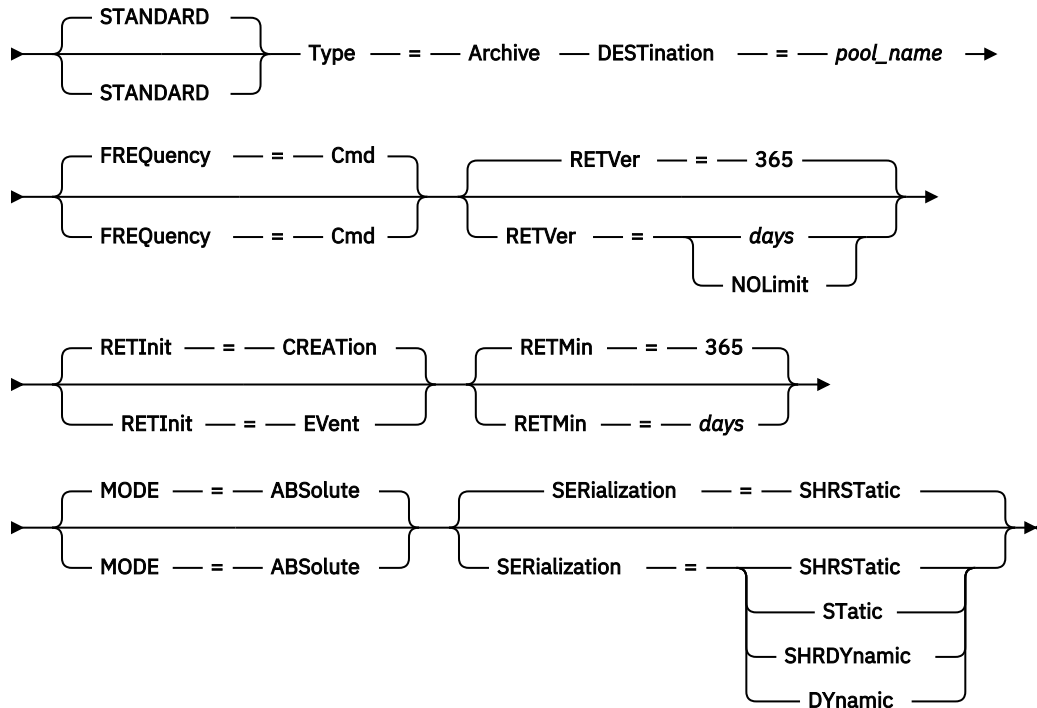 STANDARD
Type = Archive DESTination = pool_name
STANDARD
FREQuency = Cmd RETVer = 365
FREQuency = Cmd RETVer = days
NOLimit
RETInit = CREATion RETMin = 365
RETInit = EVent RETMin = days
MODE = ABSolute SERialization = SHRSTatic
MODE = ABSolute SERialization = SHRSTatic
STatic
SHRDYnamic
DYnamic